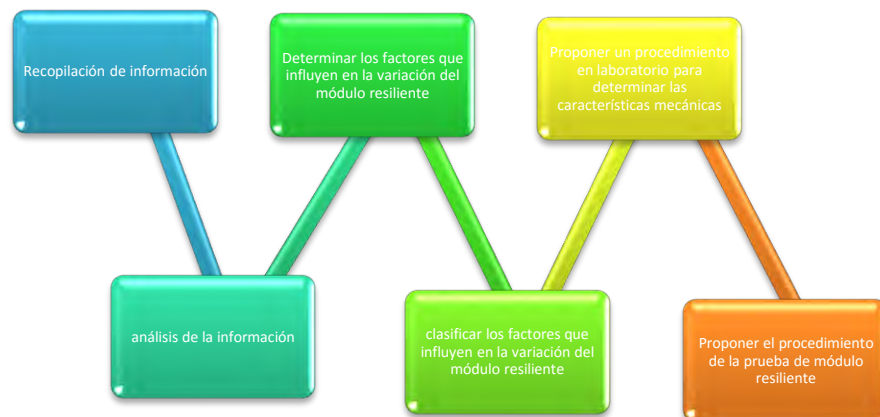 Recopilación de información
análisis de la información
Determinar los factores que
influyen en la variación del
módulo resiliente
clasificar los factores que
influyen en la variación del
módulo resiliente
Proponer un procedimiento
en laboratorio para
determinar las
características mecánicas
Proponer el procedimiento
de la prueba de módulo
resiliente